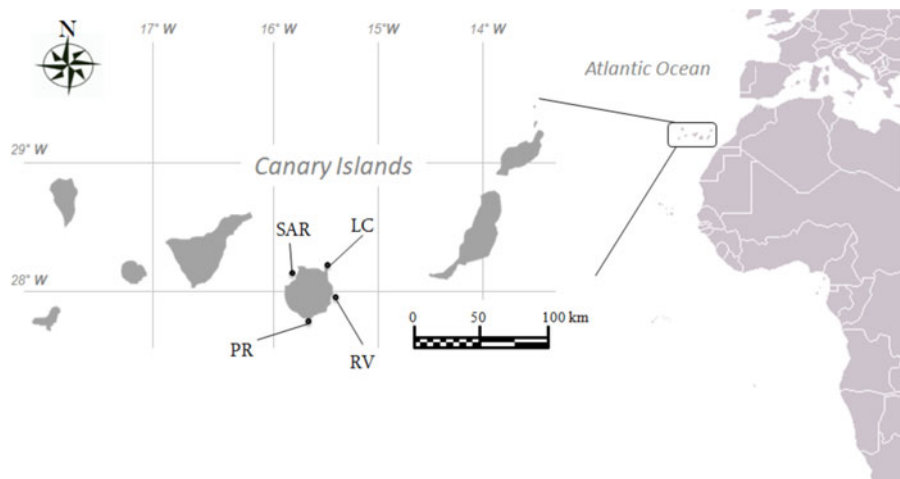 N
17° W
16° W
15°W
14° W
Atlantic Ocean
29° W
Canary Islands
SAR
LC
28° W
0
50
100 km
PR
RV